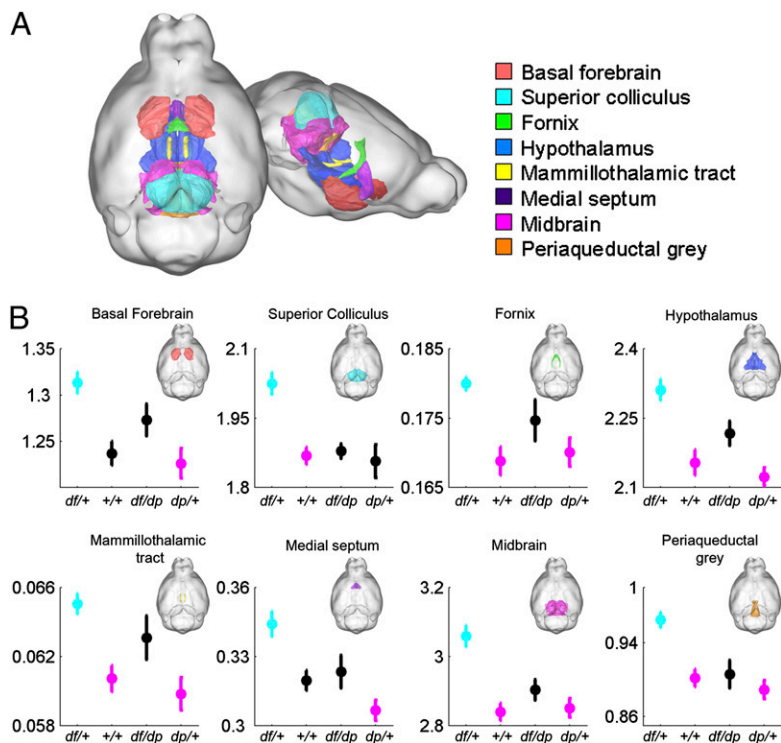 A
Basal forebrain
Superior colliculus
Fornix
Hypothalamus
Mammillothalamic tract
Medial septum
Midbrain
Periaqueductal grey
B
Basal Forebrain
1.35
1.3
1.25
df/+ +/+ df/dp dp/+
Superior Colliculus
2.1
1.95
1.8
df/+ +/+ df/dp dp/+
Fornix
0.185
0.175
0.165
df/+ +/+ df/dp dp/+
Hypothalamus
2.4
2.25
2.1
df/+ +/+ df/dp dp/+
Mammillothalamic
tract
0.066
0.062
0.058
df/+ +/+ df/dp dp/+
Medial septum
0.36
0.33
0.3
df/+ +/+ df/dp dp/+
Midbrain
3.2
3
2.8
df/+ +/+ df/dp dp/+
Periaqueductal
grey
1
0.94
0.86
df/+ +/+ df/dp dp/+